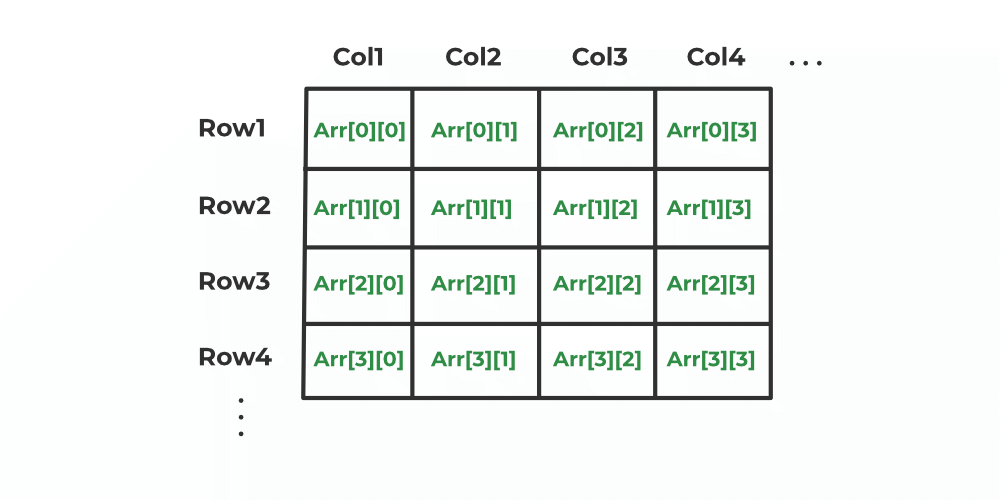 Col1 Col2 Col3 Col4 ...
Row1 Arr[0][0] Arr[0][1] Arr[0][2] Arr[0][3]
Row2 Arr[1][0] Arr[1][1] Arr[1][2] Arr[1][3]
Row3 Arr[2][0] Arr[2][1] Arr[2][2] Arr[2][3]
Row4 Arr[3][0] Arr[3][1] Arr[3][2] Arr[3][3]
⋮